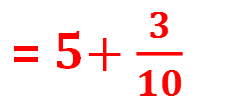 = 5 + 3/10